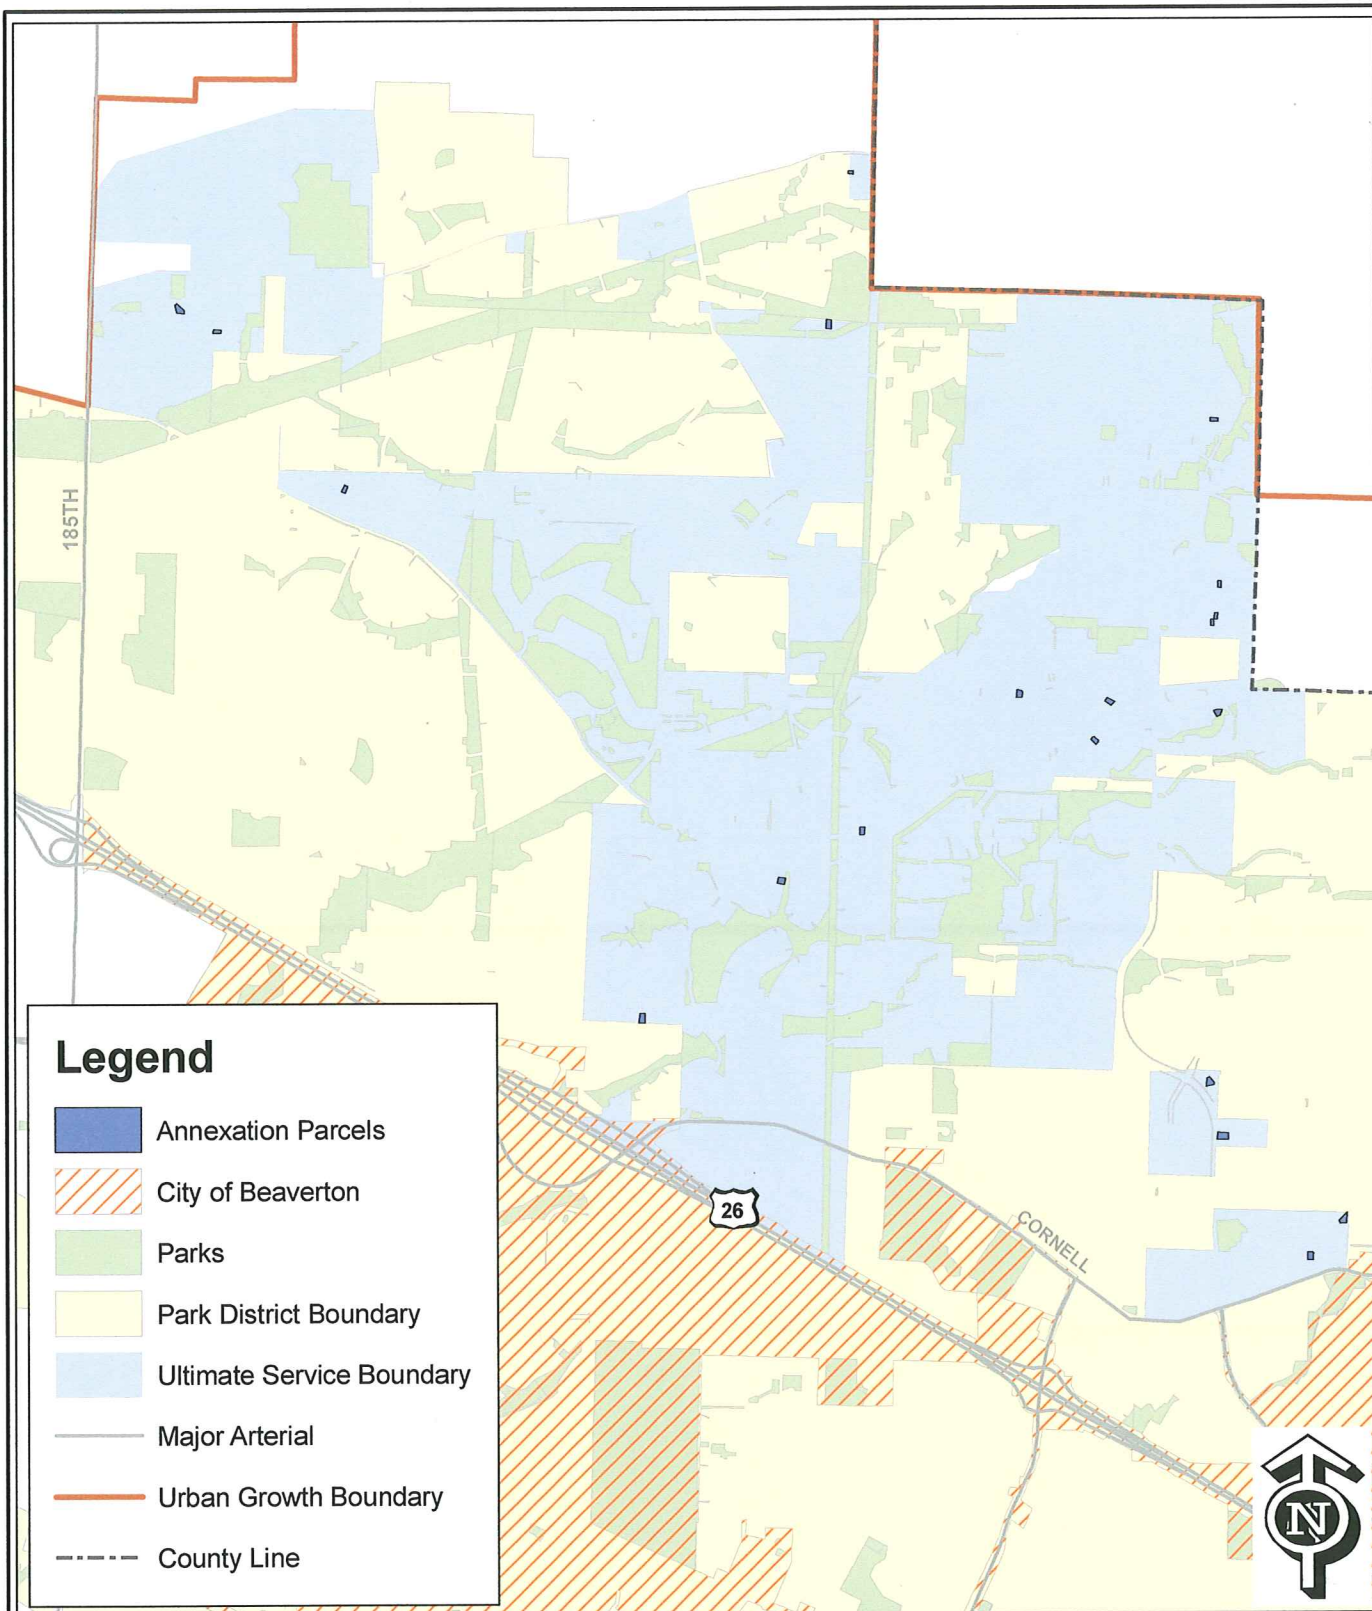 185TH
26
CORNELL
Legend
Annexation Parcels
City of Beaverton
Parks
Park District Boundary
Ultimate Service Boundary
Major Arterial
Urban Growth Boundary
County Line
N